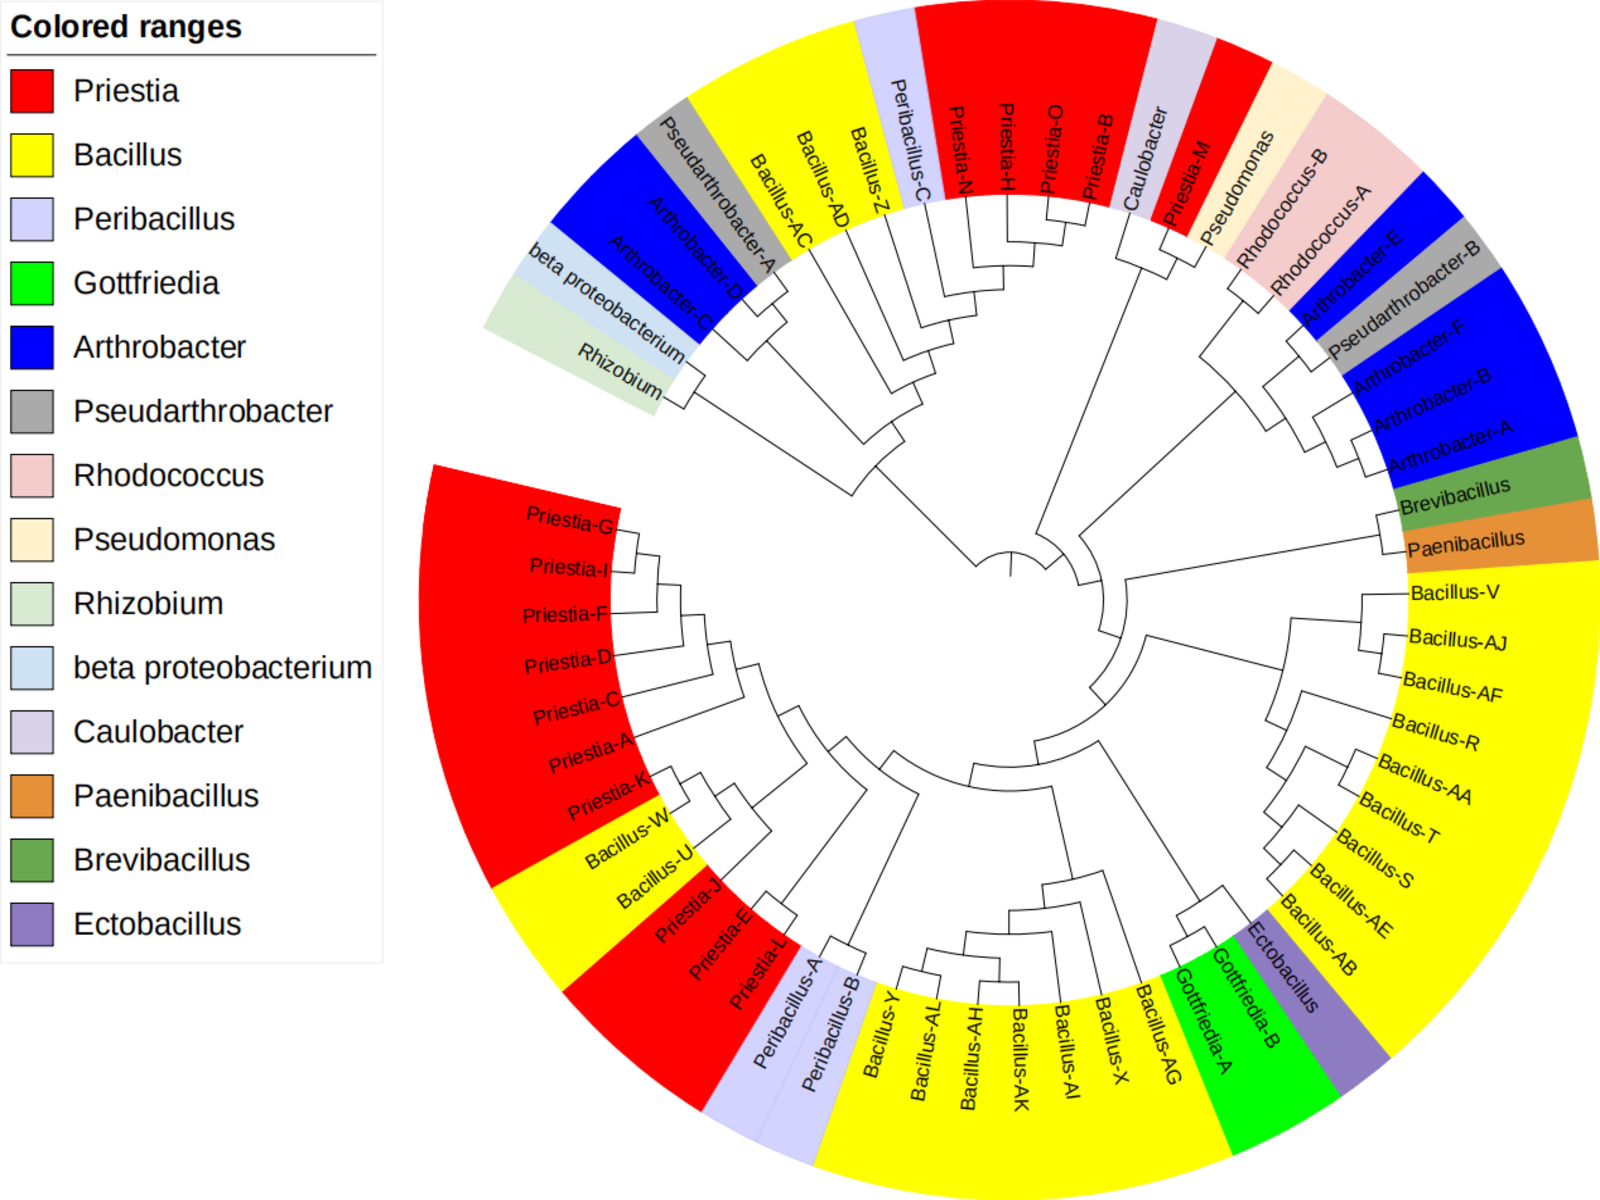 Colored ranges
Priestia
Bacillus
Peribacillus
Gottfriedia
Arthrobacter
Pseudarthrobacter
Rhodococcus
Pseudomonas
Rhizobium
beta proteobacterium
Caulobacter
Paenibacillus
Brevibacillus
Ectobacillus
Rhizobium
beta proteobacterium
Arthrobacter-C
Arthrobacter-D
Pseudarthrobacter-A
Bacillus-AC
Bacillus-AD
Bacillus-Z
Peribacillus-C
Priestia-N
Priestia-H
Priestia-O
Priestia-B
Caulobacter
Priestia-M
Pseudomonas
Rhodococcus-B
Rhodococcus-A
Arthrobacter-E
Pseudarthrobacter-B
Arthrobacter-F
Arthrobacter-B
Arthrobacter-A
Brevibacillus
Paenibacillus
Bacillus-V
Bacillus-AJ
Bacillus-AF
Bacillus-R
Bacillus-AA
Bacillus-T
Bacillus-S
Bacillus-AE
Bacillus-AB
Ectobacillus
Gottfriedia-B
Gottfriedia-A
Bacillus-AG
Bacillus-X
Bacillus-AI
Bacillus-AK
Bacillus-AH
Bacillus-AL
Bacillus-Y
Peribacillus-B
Peribacillus-A
Priestia-L
Priestia-E
Priestia-J
Bacillus-U
Bacillus-W
Priestia-K
Priestia-A
Priestia-C
Priestia-D
Priestia-F
Priestia-I
Priestia-G